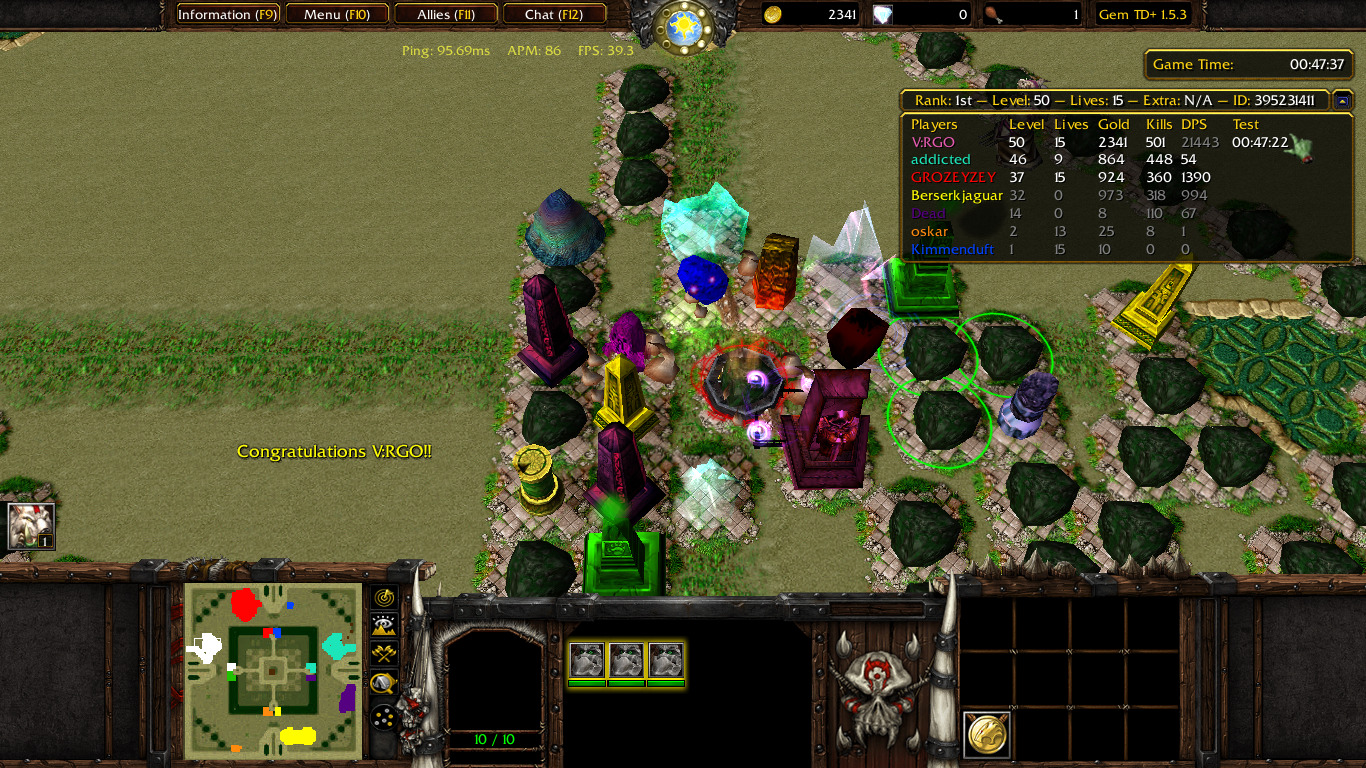 Information (F9) Menu (F10) Allies (F11) Chat (F12) 2341 0 1 Gem TD+ 1.5.3
Ping: 95.69ms APM: 86 FPS: 39.3
Game Time: 00:47:37
Rank: 1st — Level: 50 — Lives: 15 — Extra: N/A — ID: 395231411
Players Level Lives Gold Kills DPS Test
V:RGO 50 15 2341 501 21443 00:47:22
addicted 46 9 864 448 54
GROZEYZEY 37 15 924 360 1390
Berserkjaguar 32 0 973 318 994
Dead 14 0 8 110 67
oskar 2 13 25 8 1
Kimmenduft 1 15 10 0 0
Congratulations V:RGO!!
1
10 / 10